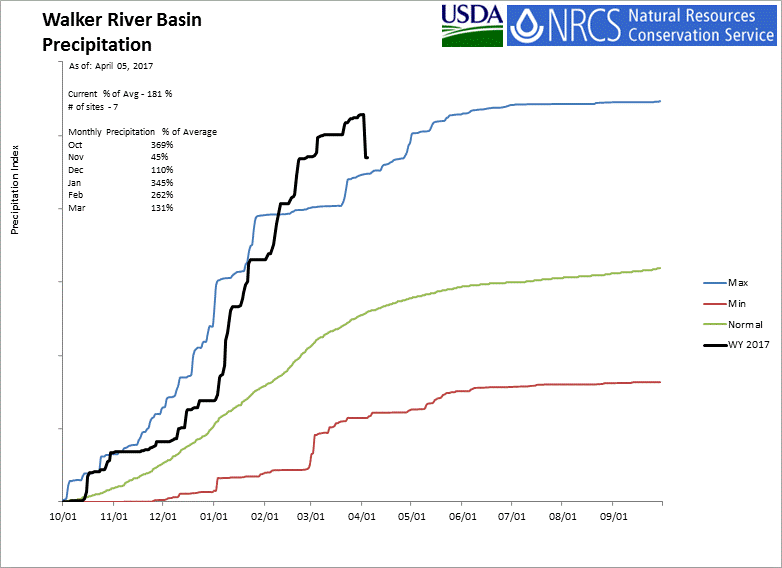 Walker River Basin
Precipitation
USDA
NRCS Natural Resources
Conservation Service
As of: April 05, 2017
Current % of Avg - 181 %
# of sites - 7
Monthly Precipitation % of Average
Oct 369%
Nov 45%
Dec 110%
Jan 345%
Feb 262%
Mar 131%
Precipitation Index
Max
Min
Normal
WY 2017
10/01 11/01 12/01 01/01 02/01 03/01 04/01 05/01 06/01 07/01 08/01 09/01